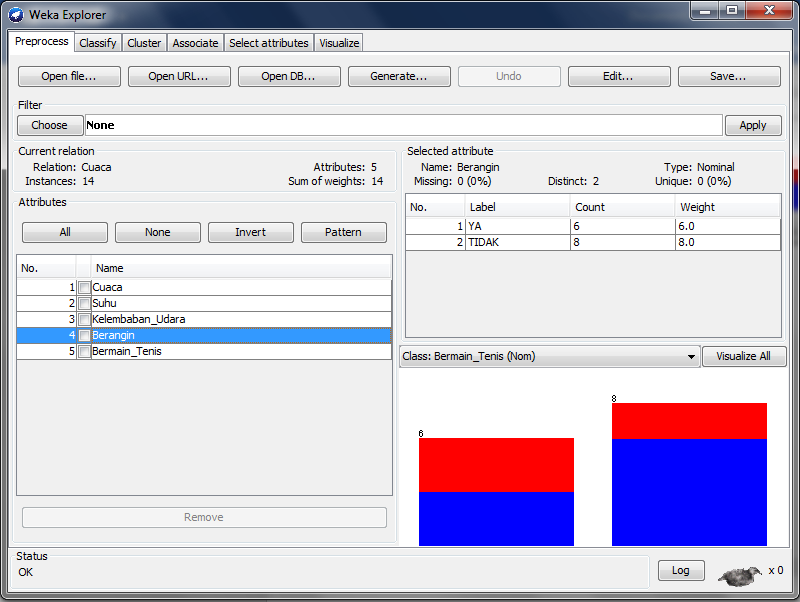 Weka Explorer
Preprocess Classify Cluster Associate Select attributes Visualize
Open file... Open URL... Open DB... Generate... Undo Edit... Save...
Filter
Choose None Apply
Current relation
Relation: Cuaca Attributes: 5
Instances: 14 Sum of weights: 14
Selected attribute
Name: Berangin Type: Nominal
Missing: 0 (0%) Distinct: 2 Unique: 0 (0%)
No. Label Count Weight
1 YA 6 6.0
2 TIDAK 8 8.0
Attributes
All None Invert Pattern
No. Name
1 Cuaca
2 Suhu
3 Kelembaban_Udara
4 Berangin
5 Bermain_Tenis
Remove
Class: Bermain_Tenis (Nom) Visualize All
6
8
Status
OK
Log x 0